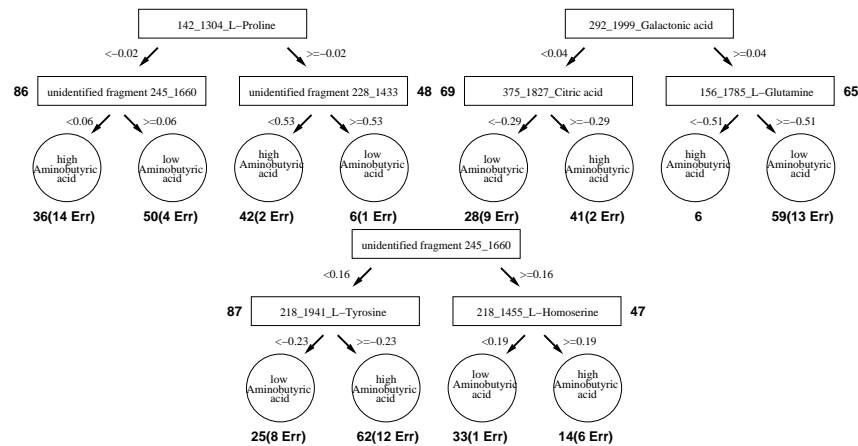 142_1304_L−Proline
<−0.02
>=−0.02
86
unidentified fragment 245_1660
unidentified fragment 228_1433
48
<0.06
>=0.06
<0.53
>=0.53
high
Aminobutyric
acid
low
Aminobutyric
acid
high
Aminobutyric
acid
low
Aminobutyric
acid
36(14 Err)
50(4 Err)
42(2 Err)
6(1 Err)
292_1999_Galactonic acid
<0.04
>=0.04
69
375_1827_Citric acid
156_1785_L−Glutamine
65
<−0.29
>=−0.29
<−0.51
>=−0.51
low
Aminobutyric
acid
high
Aminobutyric
acid
high
Aminobutyric
acid
low
Aminobutyric
acid
28(9 Err)
41(2 Err)
6
59(13 Err)
unidentified fragment 245_1660
<0.16
>=0.16
87
218_1941_L−Tyrosine
218_1455_L−Homoserine
47
<−0.23
>=−0.23
<0.19
>=0.19
low
Aminobutyric
acid
high
Aminobutyric
acid
low
Aminobutyric
acid
high
Aminobutyric
acid
25(8 Err)
62(12 Err)
33(1 Err)
14(6 Err)